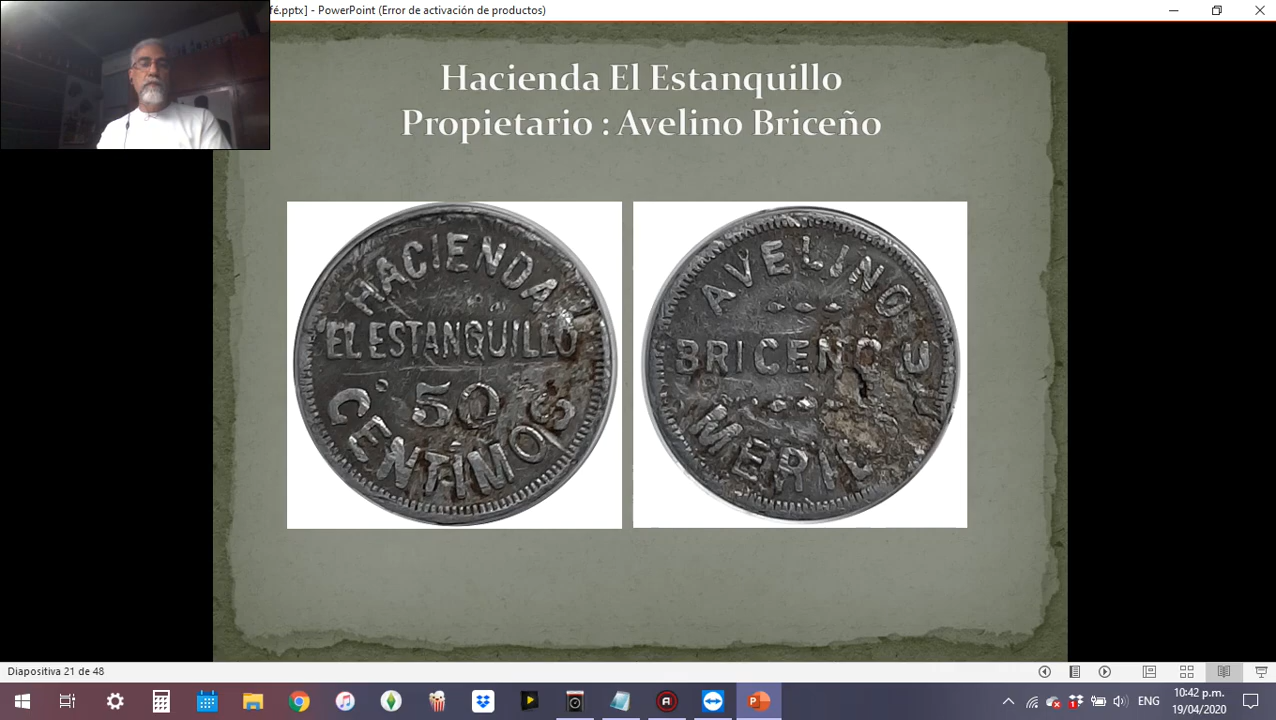 fé.pptx] - PowerPoint (Error de activación de productos)
Hacienda El Estanquillo
Propietario : Avelino Briceño
HACIENDA
EL ESTANQUILLO
50
CENTIMOS
AVELINO
BRICEÑO
Diapositiva 21 de 48
ENG
10:42 p.m.
19/04/2020